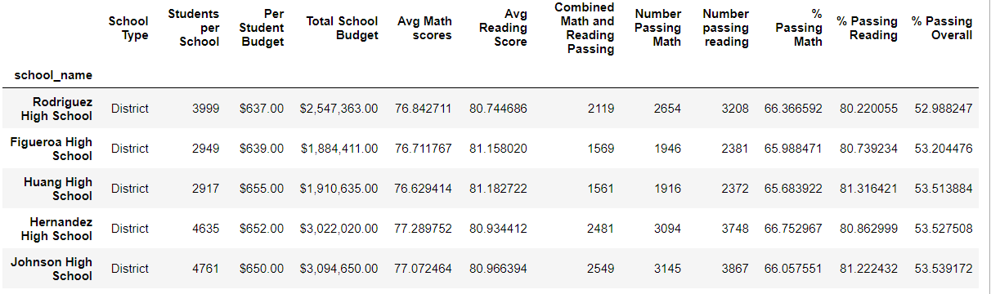 School Type Students per School Per Student Budget Total School Budget Avg Math scores Avg Reading Score Combined Math and Reading Passing Number Passing Math Number passing reading % Passing Math % Passing Reading % Passing Overall
school_name
Rodriguez High School District 3999 $637.00 $2,547,363.00 76.842711 80.744686 2119 2654 3208 66.366592 80.220055 52.988247
Figueroa High School District 2949 $639.00 $1,884,411.00 76.711767 81.158020 1569 1946 2381 65.988471 80.739234 53.204476
Huang High School District 2917 $655.00 $1,910,635.00 76.629414 81.182722 1561 1916 2372 65.683922 81.316421 53.513884
Hernandez High School District 4635 $652.00 $3,022,020.00 77.289752 80.934412 2481 3094 3748 66.752967 80.862999 53.527508
Johnson High School District 4761 $650.00 $3,094,650.00 77.072464 80.966394 2549 3145 3867 66.057551 81.222432 53.539172